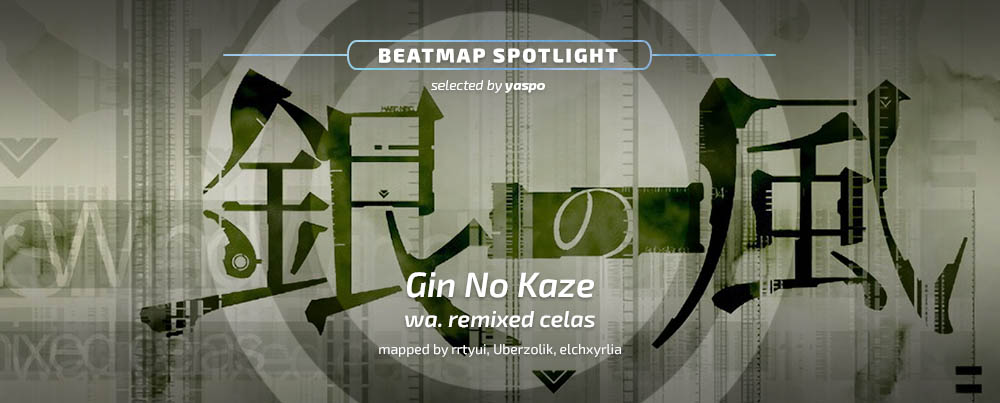 BEATMAP SPOTLIGHT
selected by yaspo
銀の風
Gin No Kaze
wa. remixed celas
mapped by rrtyui, Uberzolik, elchxyrlia